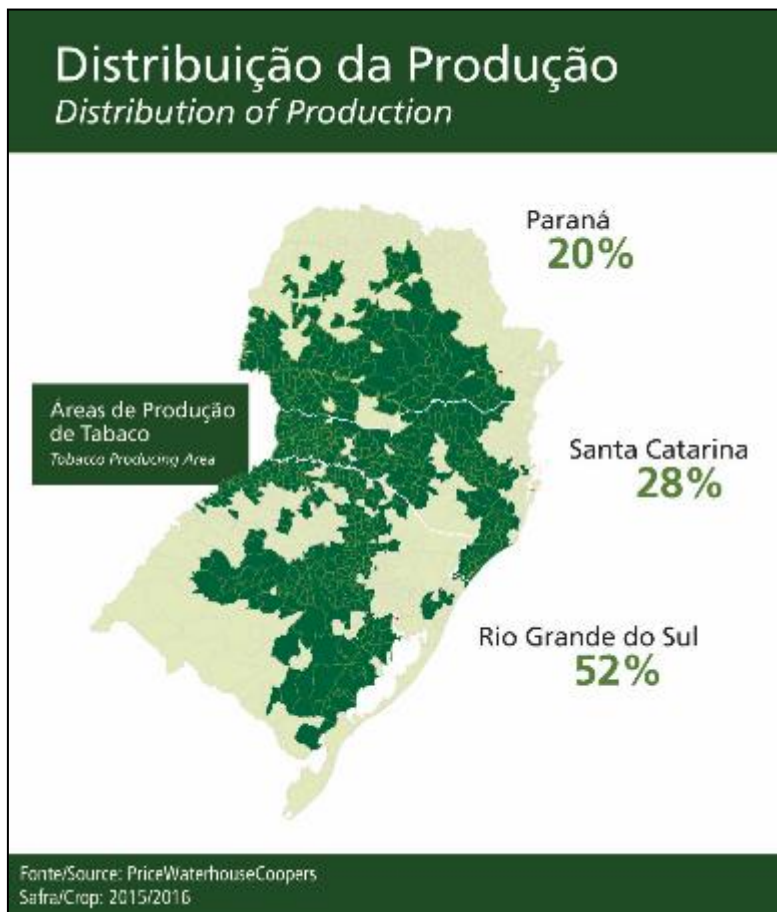 Distribuição da Produção
Distribution of Production
Paraná
20%
Áreas de Produção
de Tabaco
Tobacco Producing Area
Santa Catarina
28%
Rio Grande do Sul
52%
Fonte/Source: PriceWaterhouseCoopers
Safra/Crop: 2015/2016